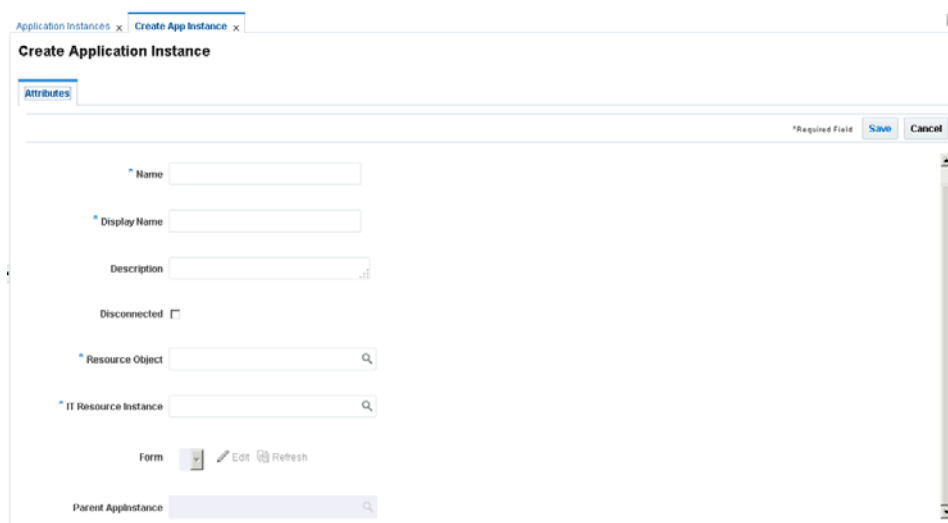 Application Instances x Create App Instance x
Create Application Instance
Attributes
*Required Field Save Cancel
* Name
* Display Name
Description
Disconnected
* Resource Object
* IT Resource Instance
Form Edit Refresh
Parent AppInstance